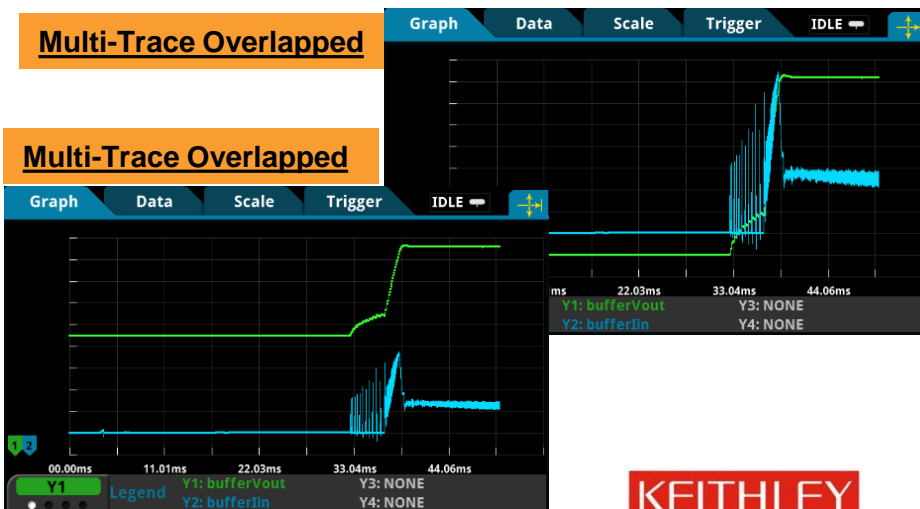 Multi-Trace Overlapped
Graph Data Scale Trigger IDLE
22.03ms 33.04ms 44.06ms
Y1: bufferVout Y3: NONE
Y2: bufferIin Y4: NONE
Multi-Trace Overlapped
Graph Data Scale Trigger IDLE
1 2
00.00ms 11.01ms 22.03ms 33.04ms 44.06ms
Y1 Legend Y1: bufferVout Y3: NONE
Y2: bufferIin Y4: NONE
KEITHLEY